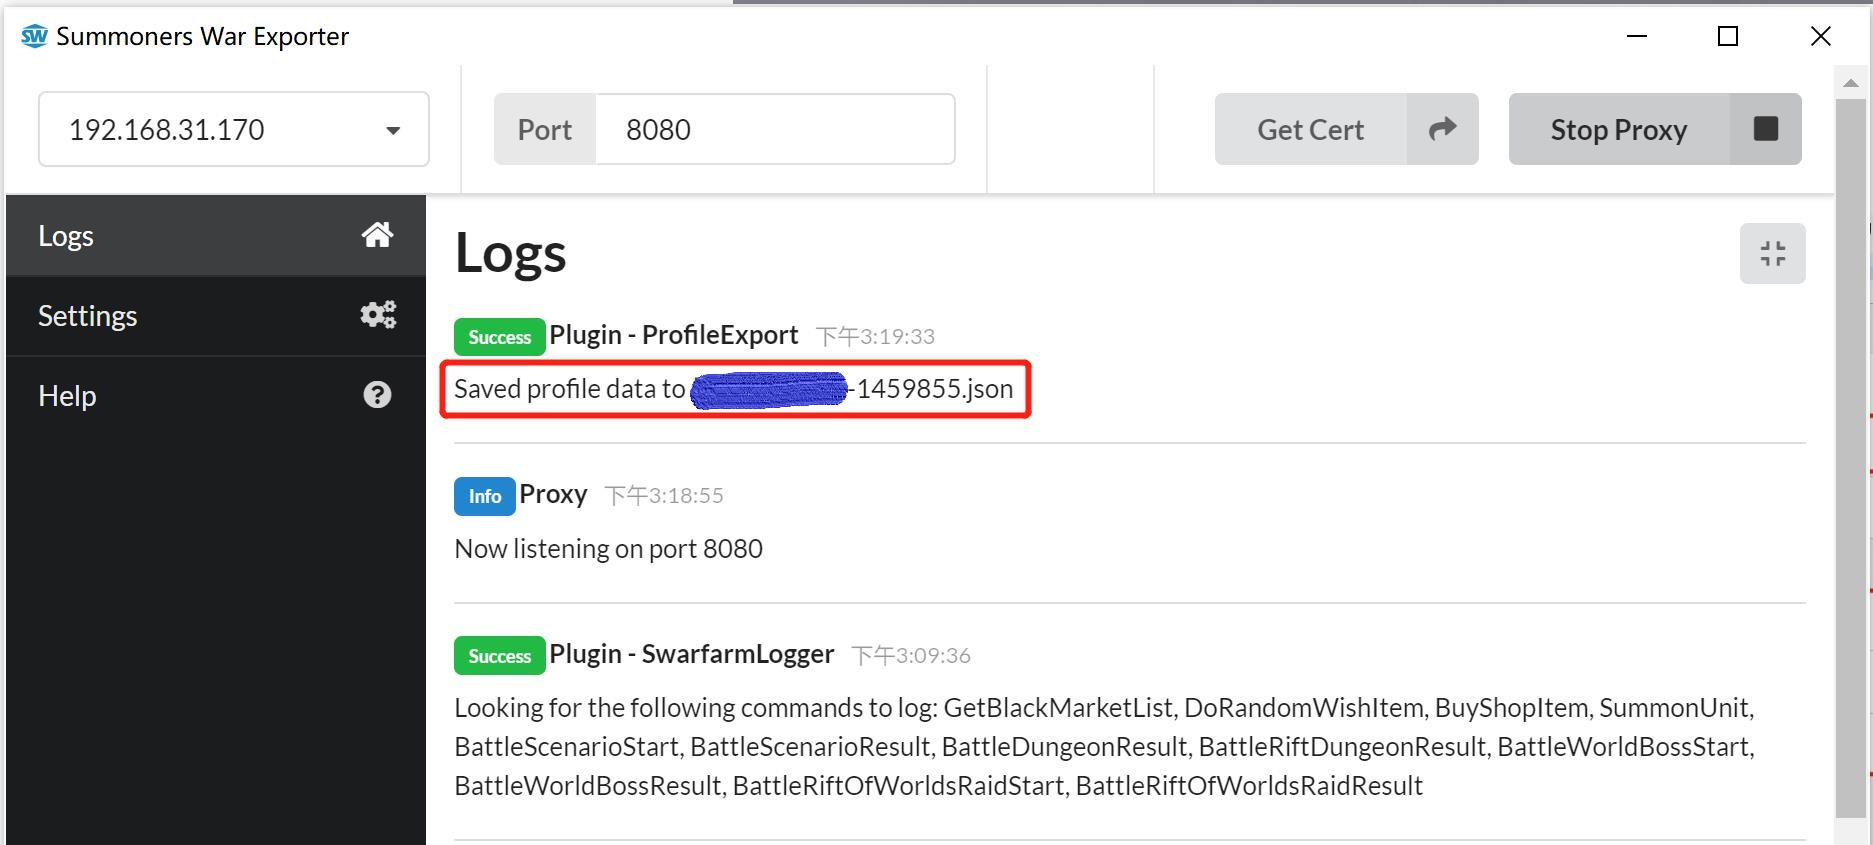 SW Summoners War Exporter
192.168.31.170
Port 8080
Get Cert
Stop Proxy
Logs
Settings
Help
Logs
Success Plugin - ProfileExport 下午3:19:33
Saved profile data to -1459855.json
Info Proxy 下午3:18:55
Now listening on port 8080
Success Plugin - SwarfarmLogger 下午3:09:36
Looking for the following commands to log: GetBlackMarketList, DoRandomWishItem, BuyShopItem, SummonUnit,
BattleScenarioStart, BattleScenarioResult, BattleDungeonResult, BattleRiftDungeonResult, BattleWorldBossStart,
BattleWorldBossResult, BattleRiftOfWorldsRaidStart, BattleRiftOfWorldsRaidResult